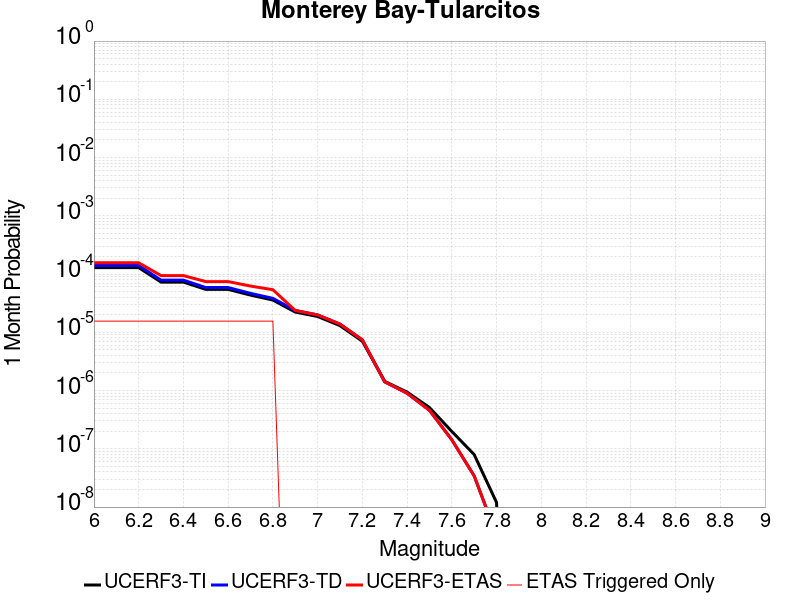 Monterey Bay-Tularcitos
10^0
10^-1
10^-2
10^-3
10^-4
10^-5
10^-6
10^-7
10^-8
1 Month Probability
6 6.2 6.4 6.6 6.8 7 7.2 7.4 7.6 7.8 8 8.2 8.4 8.6 8.8 9
Magnitude
UCERF3-TI UCERF3-TD UCERF3-ETAS ETAS Triggered Only